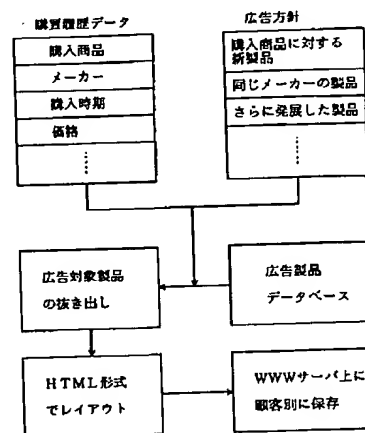 購買履歴データ
購入商品
メーカー
購入時期
価格
広告方針
購入商品に対する
新製品
同じメーカーの製品
さらに発展した製品
広告対象製品
の抜き出し
広告製品
データベース
HTML形式
でレイアウト
WWWサーバ上に
顧客別に保存